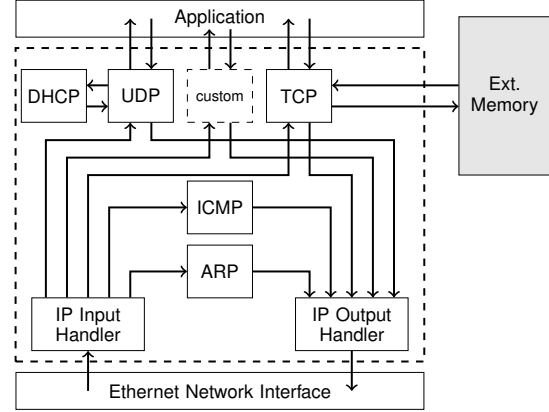 Application
DHCP
UDP
custom
TCP
Ext.
Memory
ICMP
ARP
IP Input
Handler
IP Output
Handler
Ethernet Network Interface